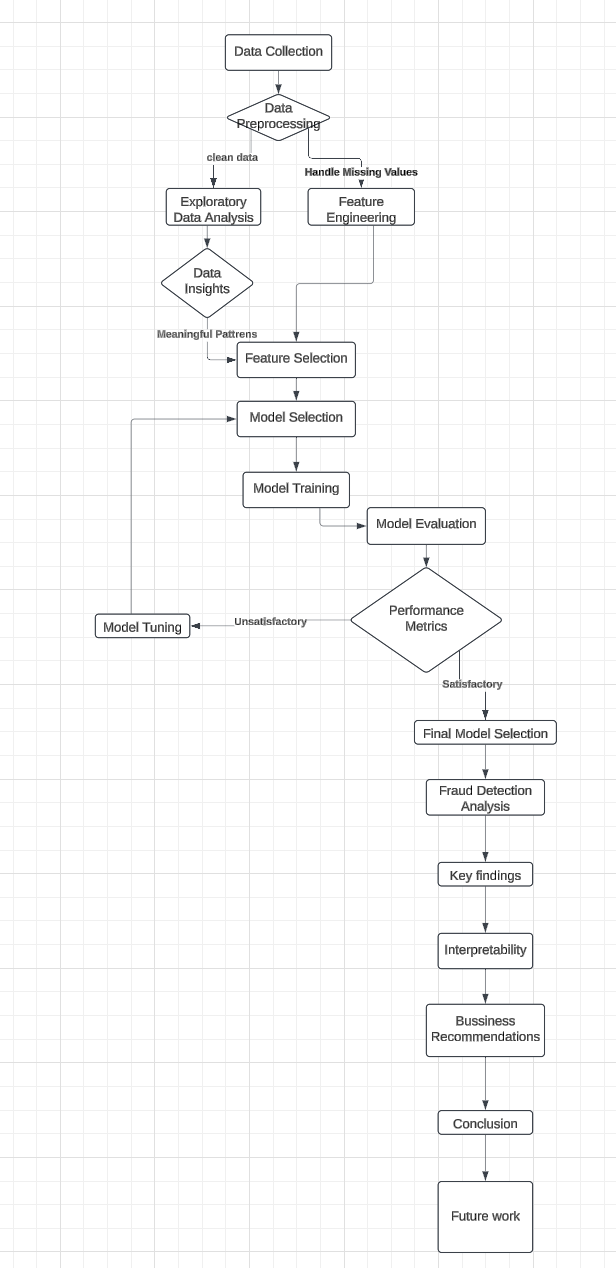 Data Collection
Data
Preprocessing
clean data
Handle Missing Values
Exploratory
Data Analysis
Feature
Engineering
Data
Insights
Meaningful Pattrens
Feature Selection
Model Selection
Model Training
Model Evaluation
Performance
Metrics
Unsatisfactory
Model Tuning
Satisfactory
Final Model Selection
Fraud Detection
Analysis
Key findings
Interpretability
Bussiness
Recommendations
Conclusion
Future work